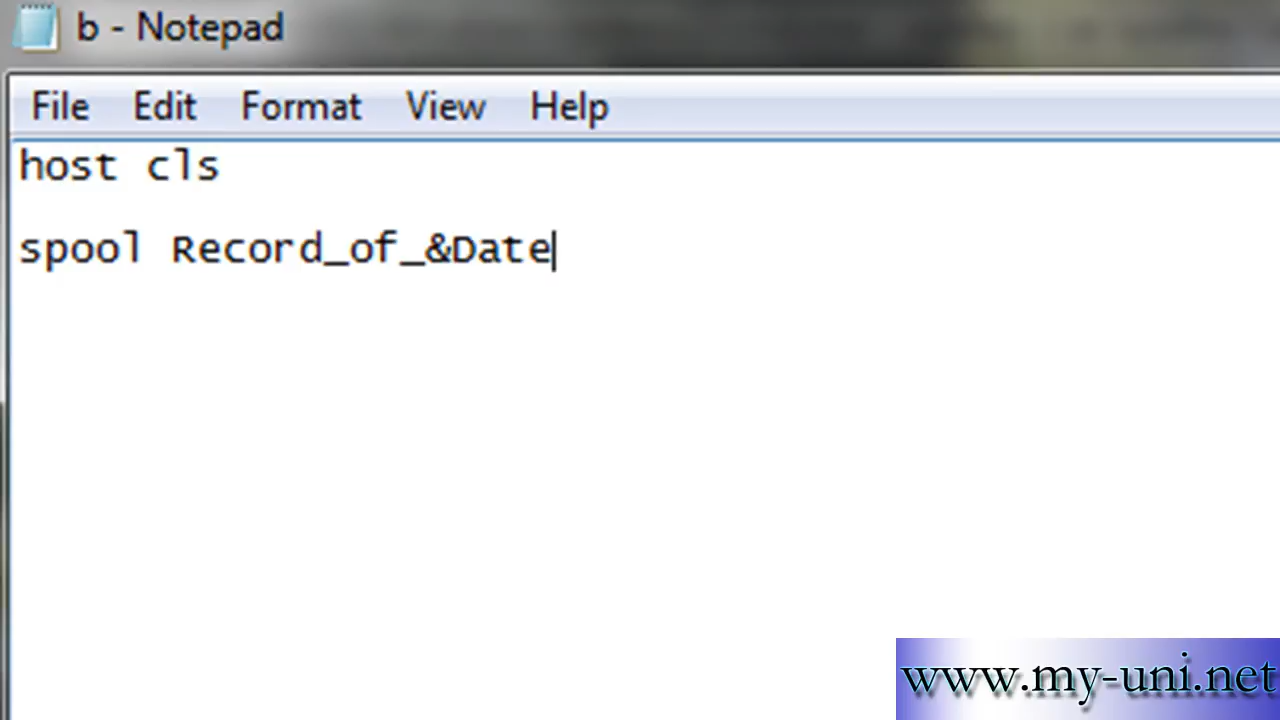 b - Notepad
File Edit Format View Help
host cls
spool Record_of_&Date
www.my-uni.net